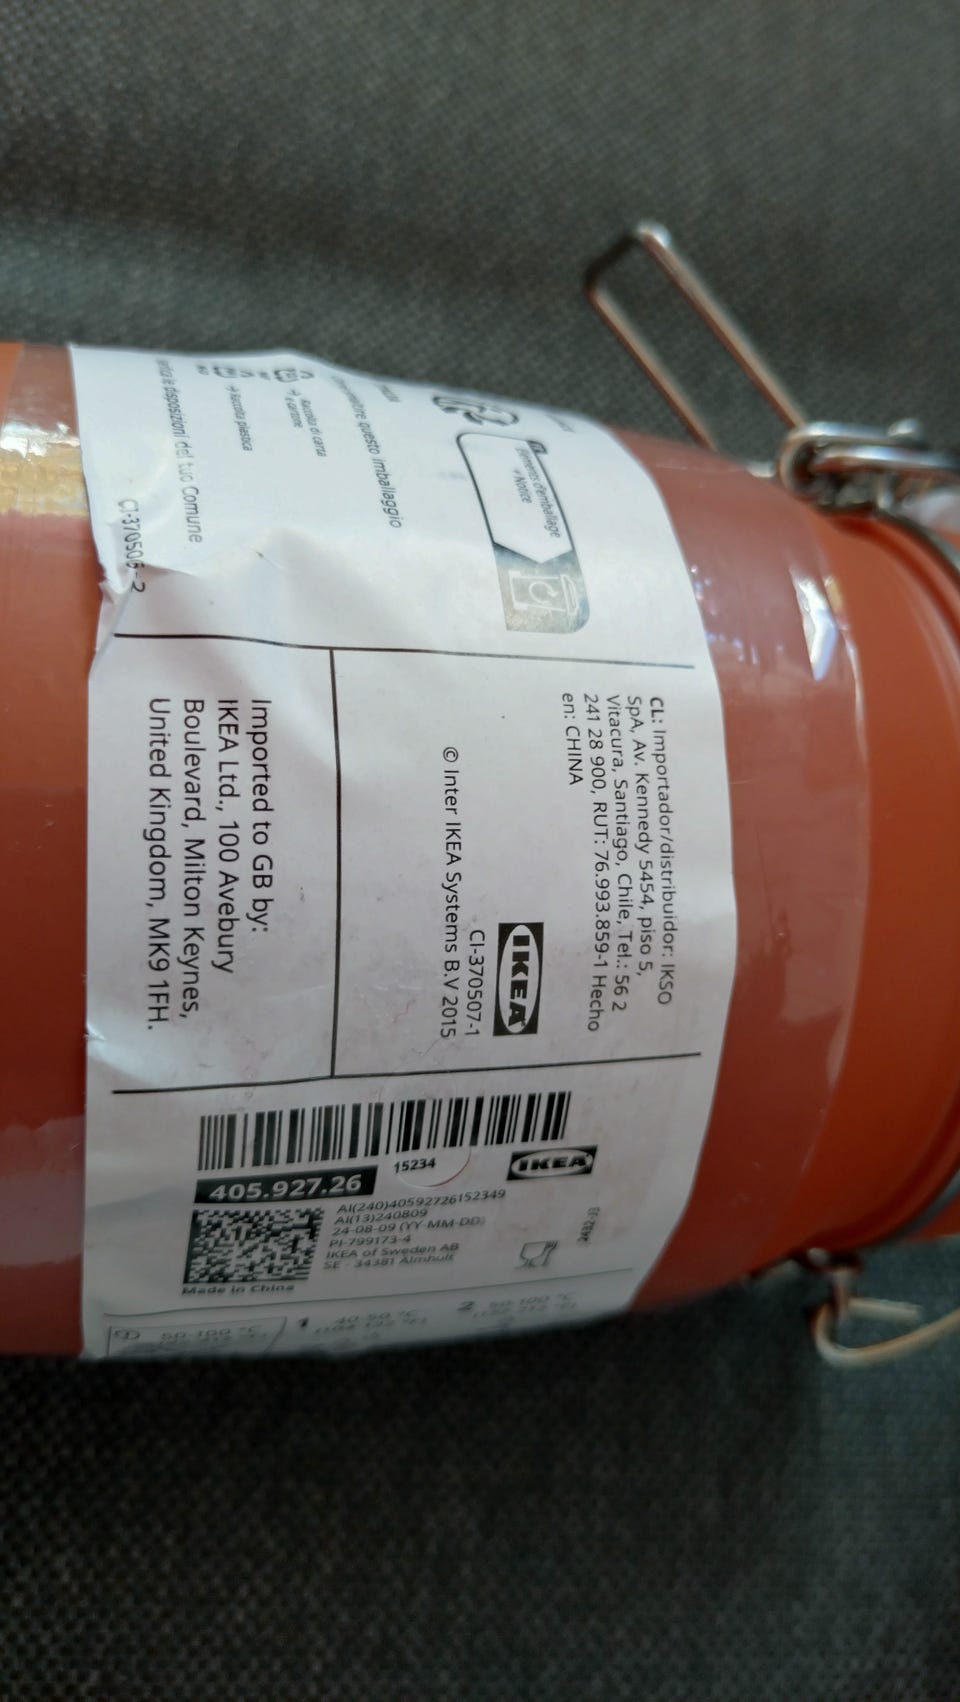 Éléments d'emballage
+ Notice
questo imballaggio
Raccolta di carta
Raccolta plastica
le disposizioni del tuo Comune
CI-370506-2
CL: Importador/distribuidor: IKSO
SpA, Av. Kennedy 5454, piso 5,
Vitacura, Santiago, Chile, Tel.: 56 2
241 28 900, RUT: 76.993.859-1 Hecho
en: CHINA
IKEA
CI-370507-1
© Inter IKEA Systems B.V 2015
Imported to GB by:
IKEA Ltd., 100 Avebury
Boulevard, Milton Keynes,
United Kingdom, MK9 1FH.
15234
IKEA
405.927.26
AI(240)40592726152349
AI(13)240809
24-08-09 (YY-MM-DD)
PI-799173-4
IKEA of Sweden AB
SE - 34381 Älmhult
Made in China
1
2